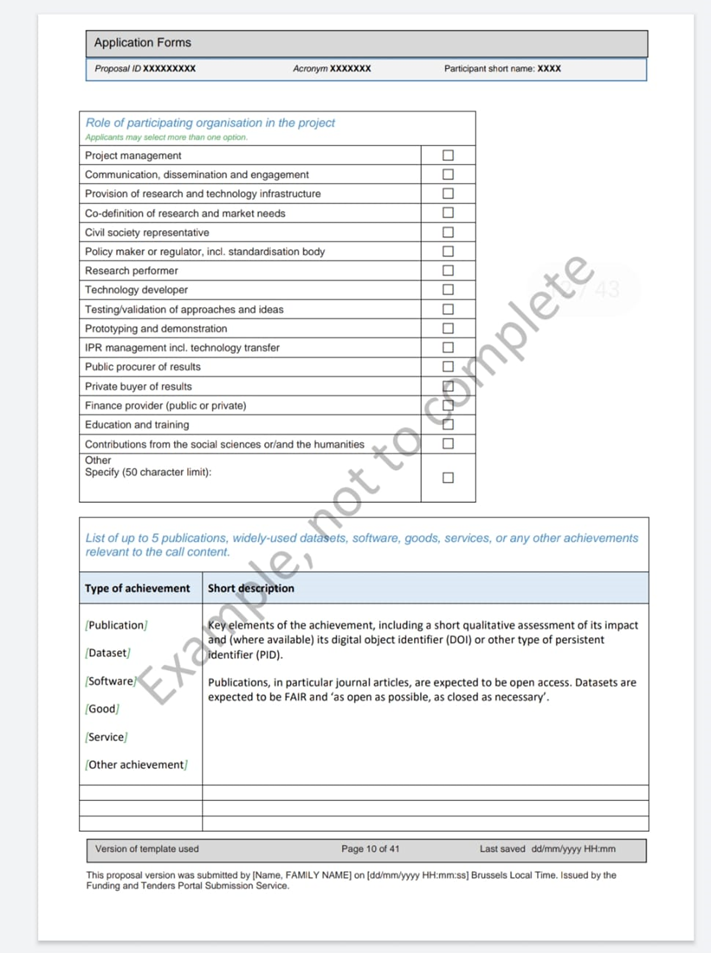 Application Forms
Proposal ID XXXXXXXXX Acronym XXXXXXX Participant short name: XXXX
Role of participating organisation in the project
Applicants may select more than one option.
Project management
Communication, dissemination and engagement
Provision of research and technology infrastructure
Co-definition of research and market needs
Civil society representative
Policy maker or regulator, incl. standardisation body
Research performer
Technology developer
Testing/validation of approaches and ideas
Prototyping and demonstration
IPR management incl. technology transfer
Public procurer of results
Private buyer of results
Finance provider (public or private)
Education and training
Contributions from the social sciences or/and the humanities
Other
Specify (50 character limit):
Example, not to complete
List of up to 5 publications, widely-used datasets, software, goods, services, or any other achievements
relevant to the call content.
Type of achievement Short description
[Publication] Key elements of the achievement, including a short qualitative assessment of its impact
and (where available) its digital object identifier (DOI) or other type of persistent
[Dataset] identifier (PID).
[Software] Publications, in particular journal articles, are expected to be open access. Datasets are
expected to be FAIR and ‘as open as possible, as closed as necessary’.
[Good]
[Service]
[Other achievement]
Version of template used Page 10 of 41 Last saved dd/mm/yyyy HH:mm
This proposal version was submitted by [Name, FAMILY NAME] on [dd/mm/yyyy HH:mm:ss] Brussels Local Time. Issued by the
Funding and Tenders Portal Submission Service.